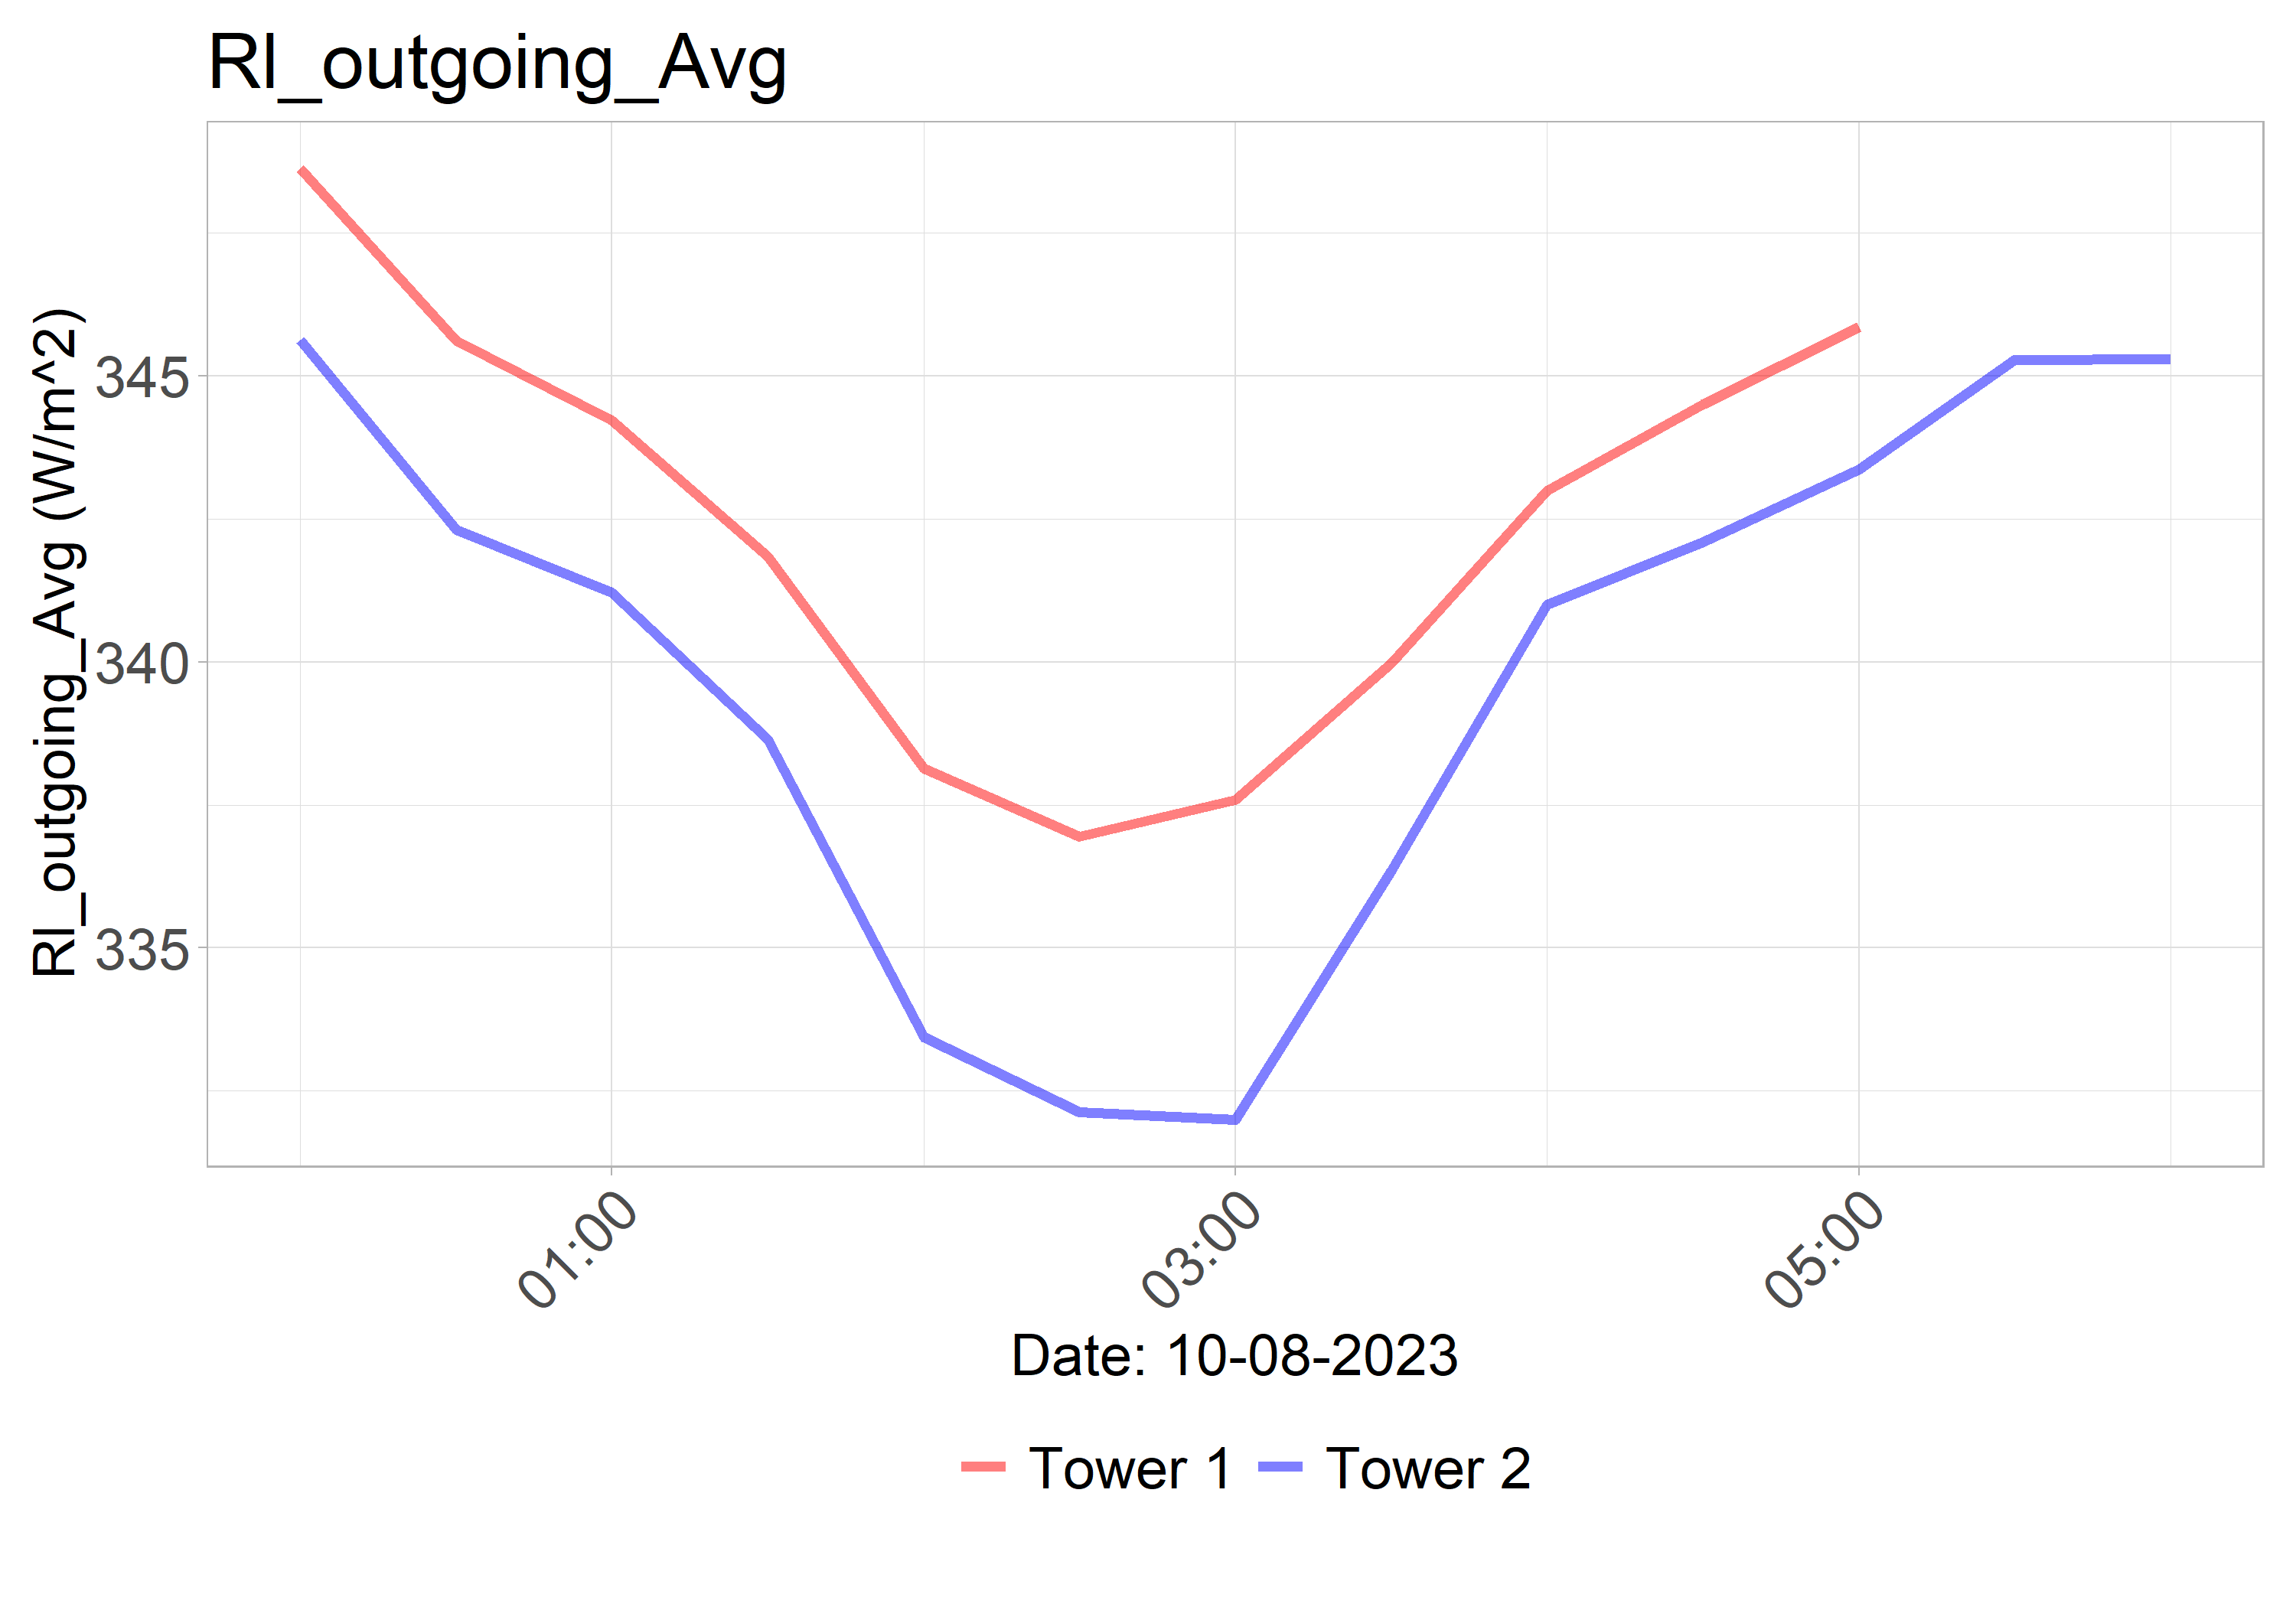 Rl_outgoing_Avg
Rl_outgoing_Avg (W/m^2)
345
340
335
01:00
03:00
05:00
Date: 10-08-2023
Tower 1
Tower 2